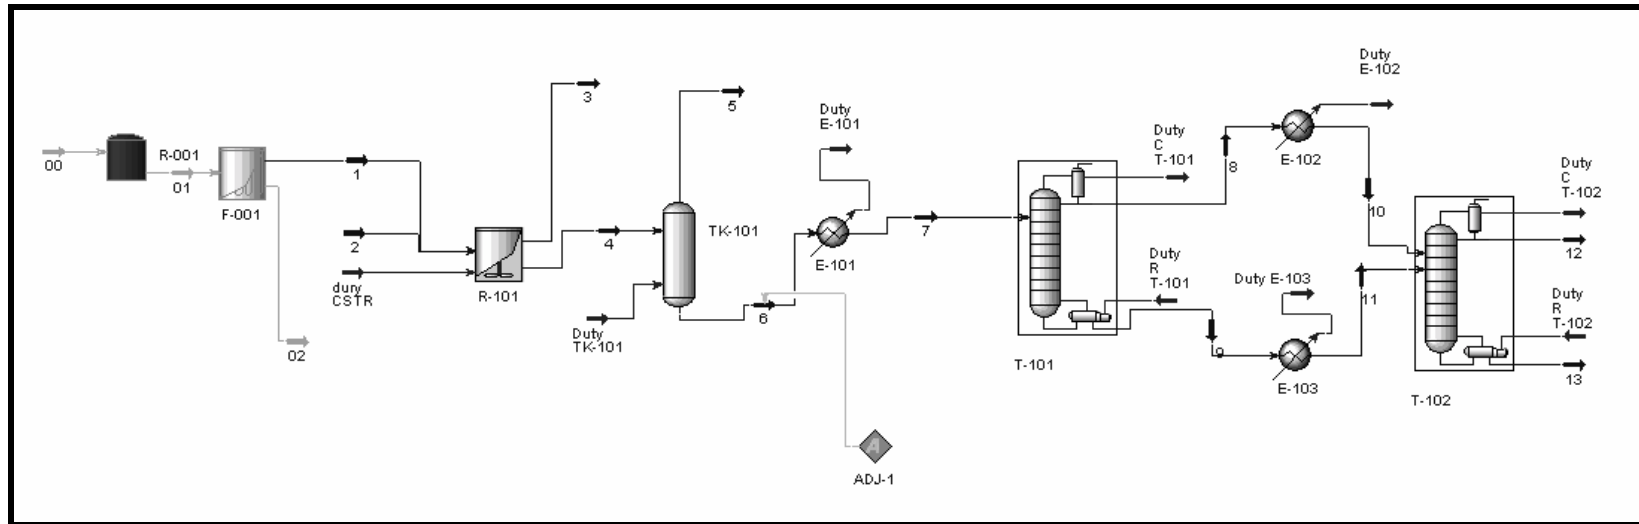 00
R-001
01
F-001
02
1
2
dury
CSTR
R-101
3
4
5
TK-101
Duty
TK-101
6
Duty
E-101
E-101
7
ADJ-1
Duty
C
T-101
8
Duty
R
T-101
9
T-101
Duty
E-102
E-102
10
Duty E-103
11
E-103
Duty
C
T-102
12
Duty
R
T-102
13
T-102